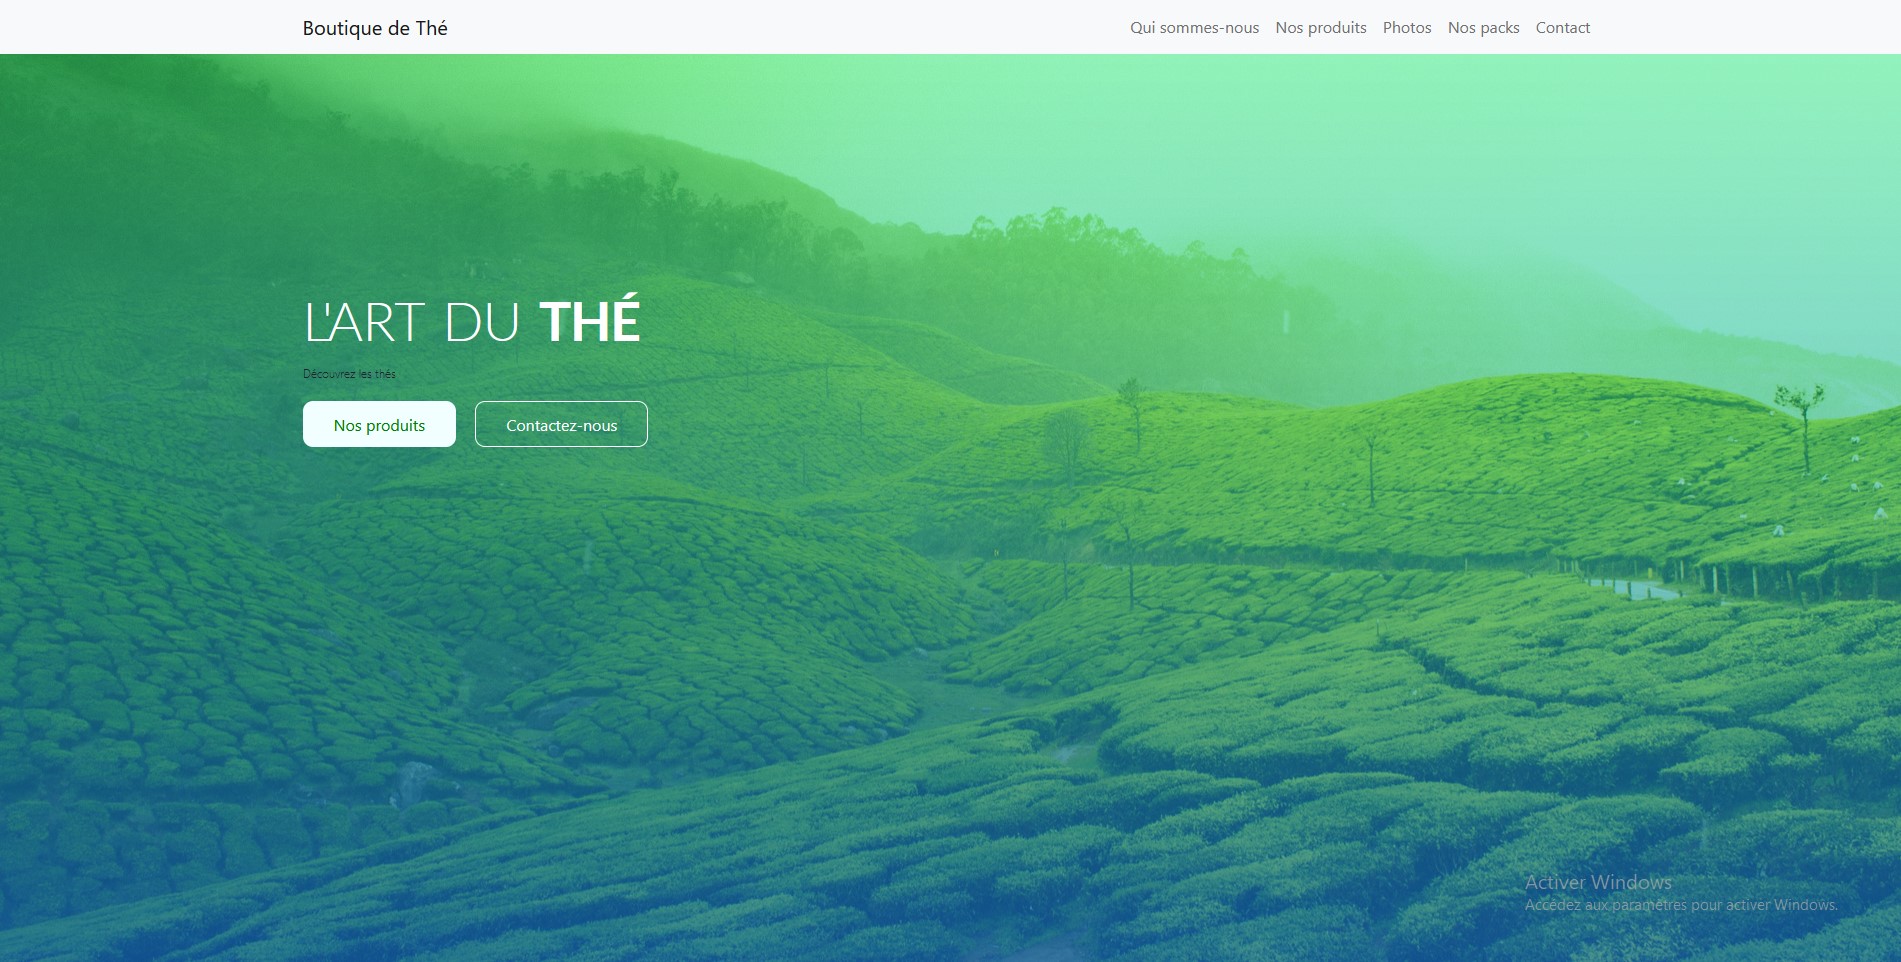 Boutique de Thé
Qui sommes-nous Nos produits Photos Nos packs Contact
L'ART DU THÉ
Découvrez les thés
Nos produits
Contactez-nous
Activer Windows
Accédez aux paramètres pour activer Windows.